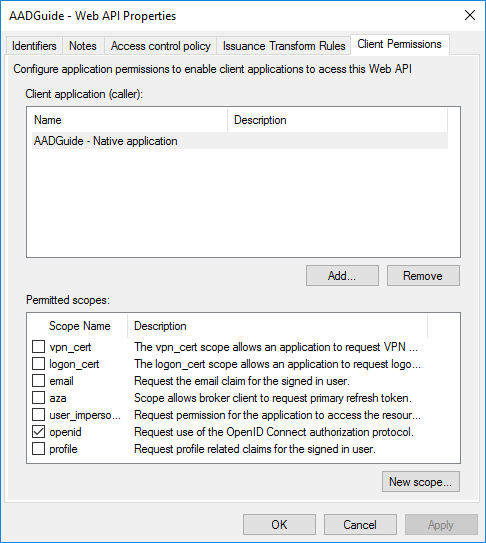 AADGuide - Web API Properties
Identifiers Notes Access control policy Issuance Transform Rules Client Permissions
Configure application permissions to enable client applications to acess this Web API
Client application (caller):
Name Description
AADGuide - Native application
Add... Remove
Permitted scopes:
Scope Name Description
vpn_cert The vpn_cert scope allows an application to request VPN ...
logon_cert The logon_cert scope allows an application to request logo...
email Request the email claim for the signed in user.
aza Scope allows broker client to request primary refresh token.
user_imperso... Request permission for the application to access the resour...
openid Request use of the OpenID Connect authorization protocol.
profile Request profile related claims for the signed in user.
New scope...
OK Cancel Apply